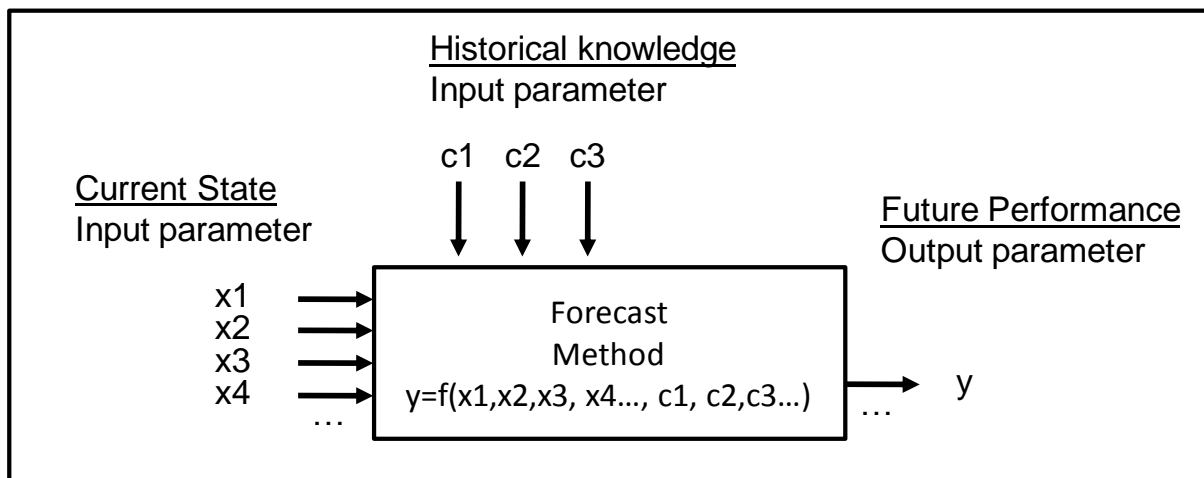 Historical knowledge
Input parameter
c1 c2 c3
Current State
Input parameter
x1
x2
x3
x4
...
Forecast
Method
y=f(x1,x2,x3, x4..., c1, c2,c3...)
Future Performance
Output parameter
y
...